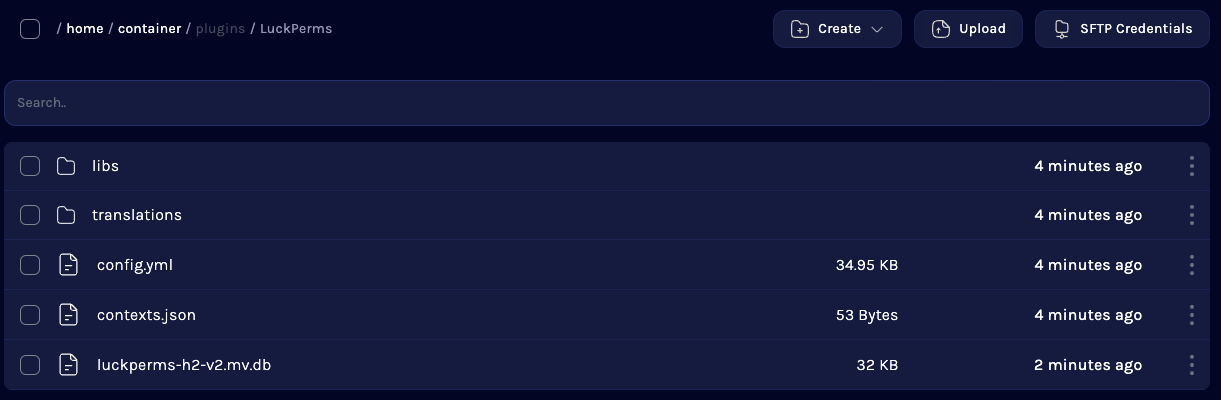 / home / container / plugins / LuckPerms
Create
Upload
SFTP Credentials
Search..
libs 4 minutes ago
translations 4 minutes ago
config.yml 34.95 KB 4 minutes ago
contexts.json 53 Bytes 4 minutes ago
luckperms-h2-v2.mv.db 32 KB 2 minutes ago